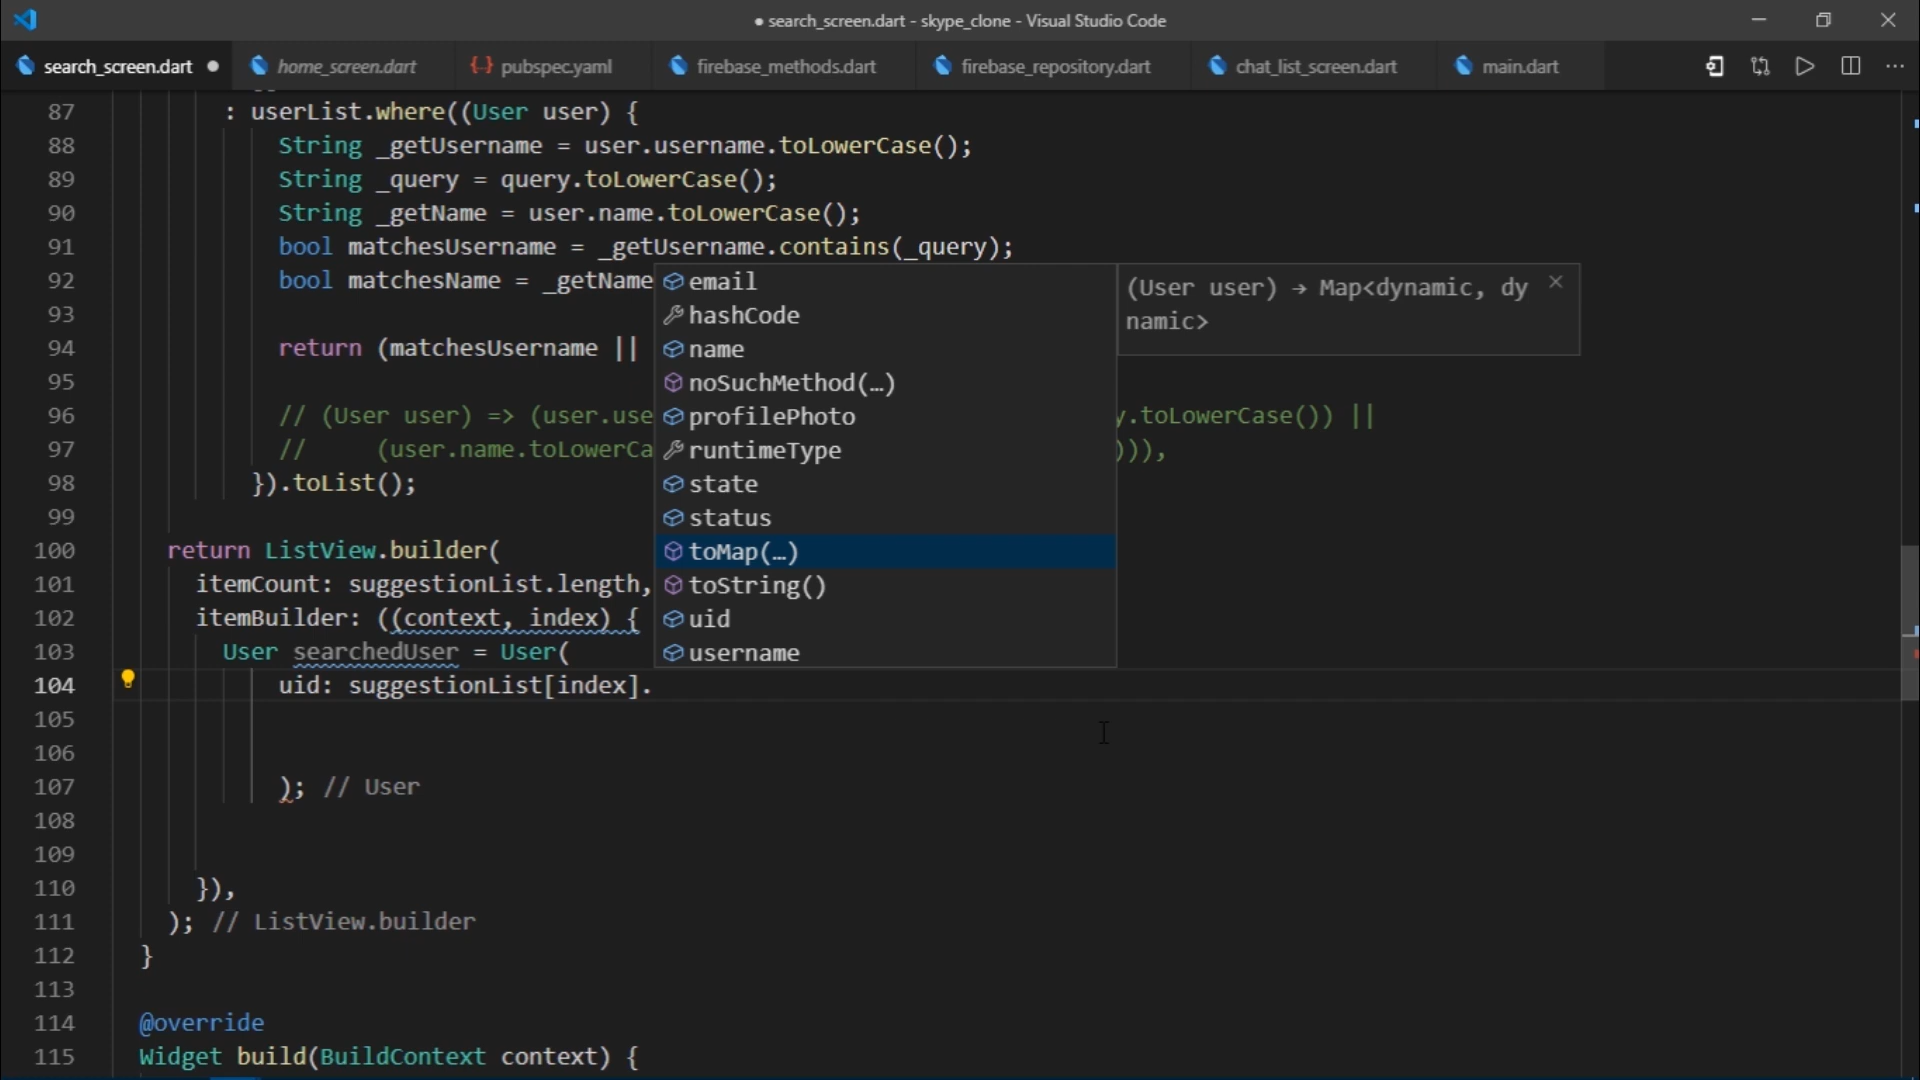 ● search_screen.dart - skype_clone - Visual Studio Code
search_screen.dart ● home_screen.dart {} pubspec.yaml firebase_methods.dart firebase_repository.dart chat_list_screen.dart main.dart
87 : userList.where((User user) {
88 String _getUsername = user.username.toLowerCase();
89 String _query = query.toLowerCase();
90 String _getName = user.name.toLowerCase();
91 bool matchesUsername = _getUsername.contains(_query);
92 bool matchesName = _getName
93
94 return (matchesUsername ||
95
96 // (User user) => (user.use y.toLowerCase()) ||
97 // (user.name.toLowerCa ))),
98 }).toList();
99
100 return ListView.builder(
101 itemCount: suggestionList.length,
102 itemBuilder: ((context, index) {
103 User searchedUser = User(
104 uid: suggestionList[index].
105
106
107 ); // User
108
109
110 }),
111 ); // ListView.builder
112 }
113
114 @override
115 Widget build(BuildContext context) {
email
hashCode
name
noSuchMethod(…)
profilePhoto
runtimeType
state
status
toMap(…)
toString()
uid
username
(User user) → Map<dynamic, dy
namic>